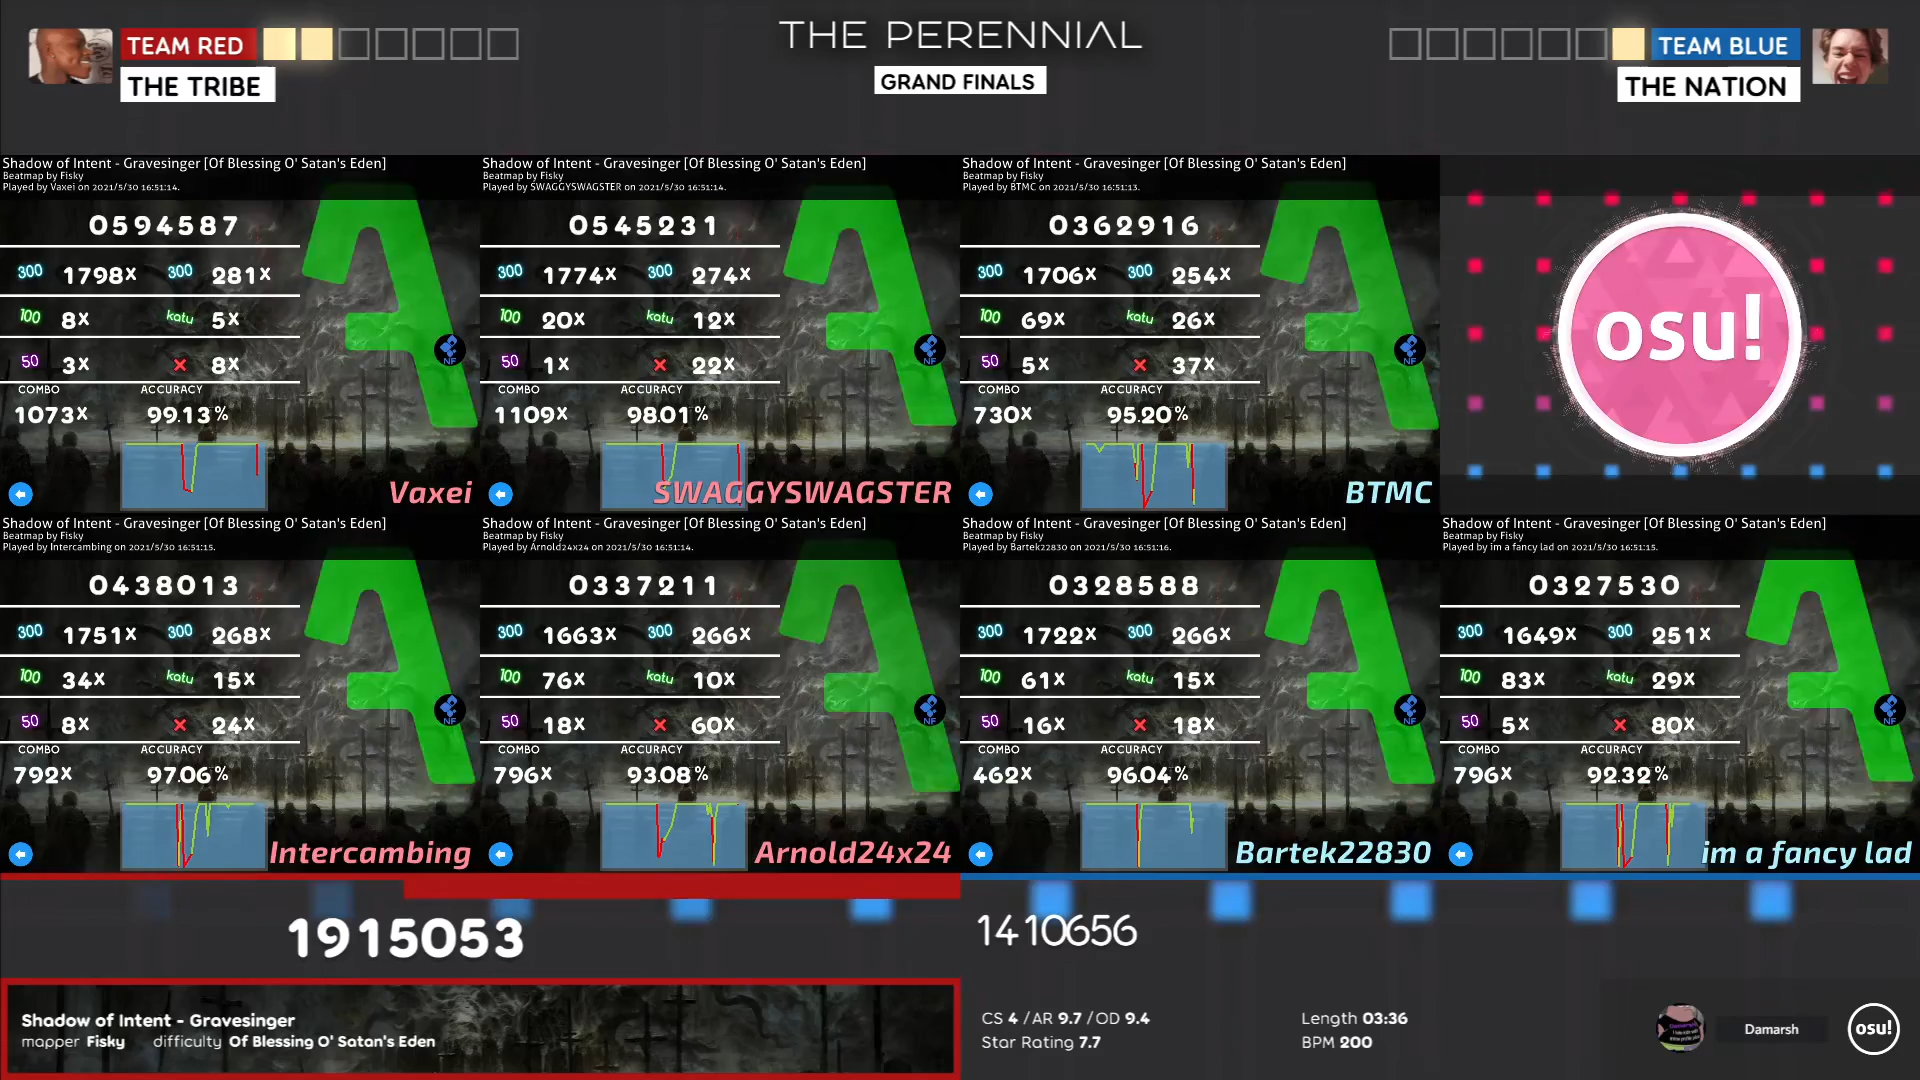 THE PERENNIAL
GRAND FINALS
TEAM RED
THE TRIBE
TEAM BLUE
THE NATION
Shadow of Intent - Gravesinger [Of Blessing O' Satan's Eden]
Beatmap by Fisky
Played by Vaxei on 2021/5/30 16:51:14.
0594587
300 1798x 300 281x
100 8x katu 5x
50 3x 8x
COMBO ACCURACY
1073x 99.13%
NF
Vaxei
Shadow of Intent - Gravesinger [Of Blessing O' Satan's Eden]
Beatmap by Fisky
Played by SWAGGYSWAGSTER on 2021/5/30 16:51:14.
0545231
300 1774x 300 274x
100 20x katu 12x
50 1x 22x
COMBO ACCURACY
1109x 98.01%
NF
SWAGGYSWAGSTER
Shadow of Intent - Gravesinger [Of Blessing O' Satan's Eden]
Beatmap by Fisky
Played by BTMC on 2021/5/30 16:51:13.
0362916
300 1706x 300 254x
100 69x katu 26x
50 5x 37x
COMBO ACCURACY
730x 95.20%
NF
BTMC
osu!
Shadow of Intent - Gravesinger [Of Blessing O' Satan's Eden]
Beatmap by Fisky
Played by Intercambing on 2021/5/30 16:51:15.
0438013
300 1751x 300 268x
100 34x katu 15x
50 8x 24x
COMBO ACCURACY
792x 97.06%
NF
Intercambing
Shadow of Intent - Gravesinger [Of Blessing O' Satan's Eden]
Beatmap by Fisky
Played by Arnold24x24 on 2021/5/30 16:51:14.
0337211
300 1663x 300 266x
100 76x katu 10x
50 18x 60x
COMBO ACCURACY
796x 93.08%
NF
Arnold24x24
Shadow of Intent - Gravesinger [Of Blessing O' Satan's Eden]
Beatmap by Fisky
Played by Bartek22830 on 2021/5/30 16:51:16.
0328588
300 1722x 300 266x
100 61x katu 15x
50 16x 18x
COMBO ACCURACY
462x 96.04%
NF
Bartek22830
Shadow of Intent - Gravesinger [Of Blessing O' Satan's Eden]
Beatmap by Fisky
Played by im a fancy lad on 2021/5/30 16:51:15.
0327530
300 1649x 300 251x
100 83x katu 29x
50 5x 80x
COMBO ACCURACY
796x 92.32%
NF
im a fancy lad
1915053
1410656
Shadow of Intent - Gravesinger
mapper Fisky difficulty Of Blessing O' Satan's Eden
CS 4 / AR 9.7 / OD 9.4
Star Rating 7.7
Length 03:36
BPM 200
Damarsh
osu!